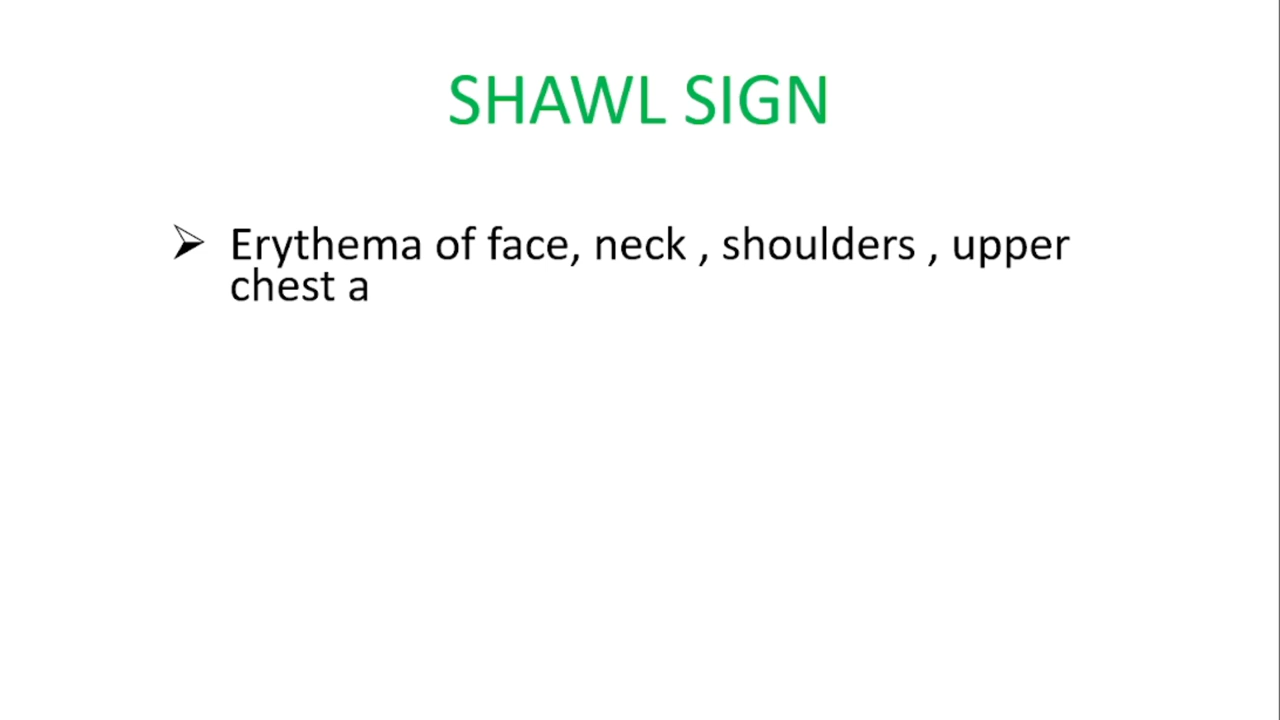 SHAWL SIGN
Erythema of face, neck , shoulders , upper
chest a